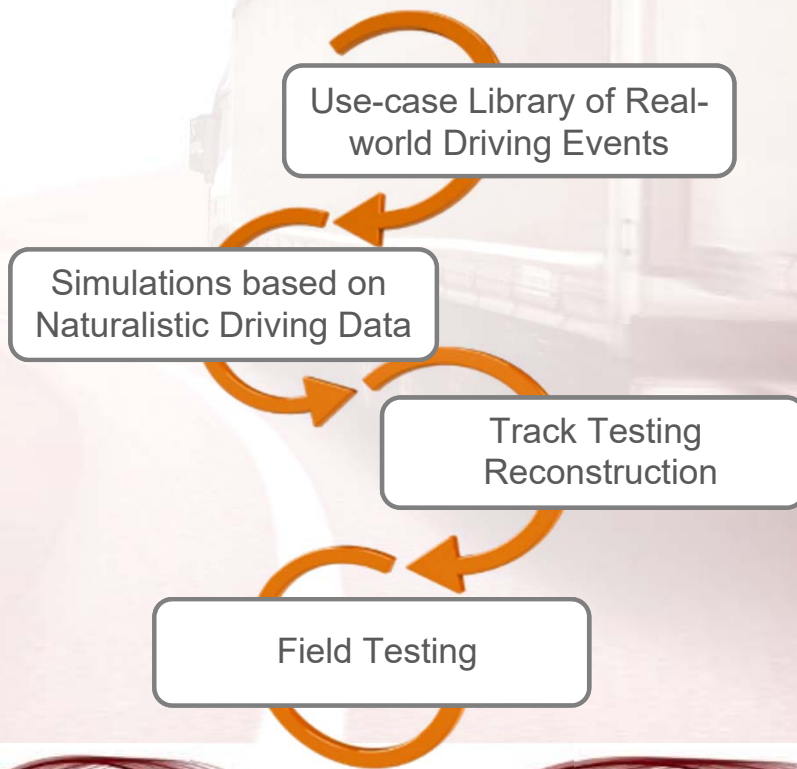 Use-case Library of Real-
world Driving Events
Simulations based on
Naturalistic Driving Data
Track Testing
Reconstruction
Field Testing